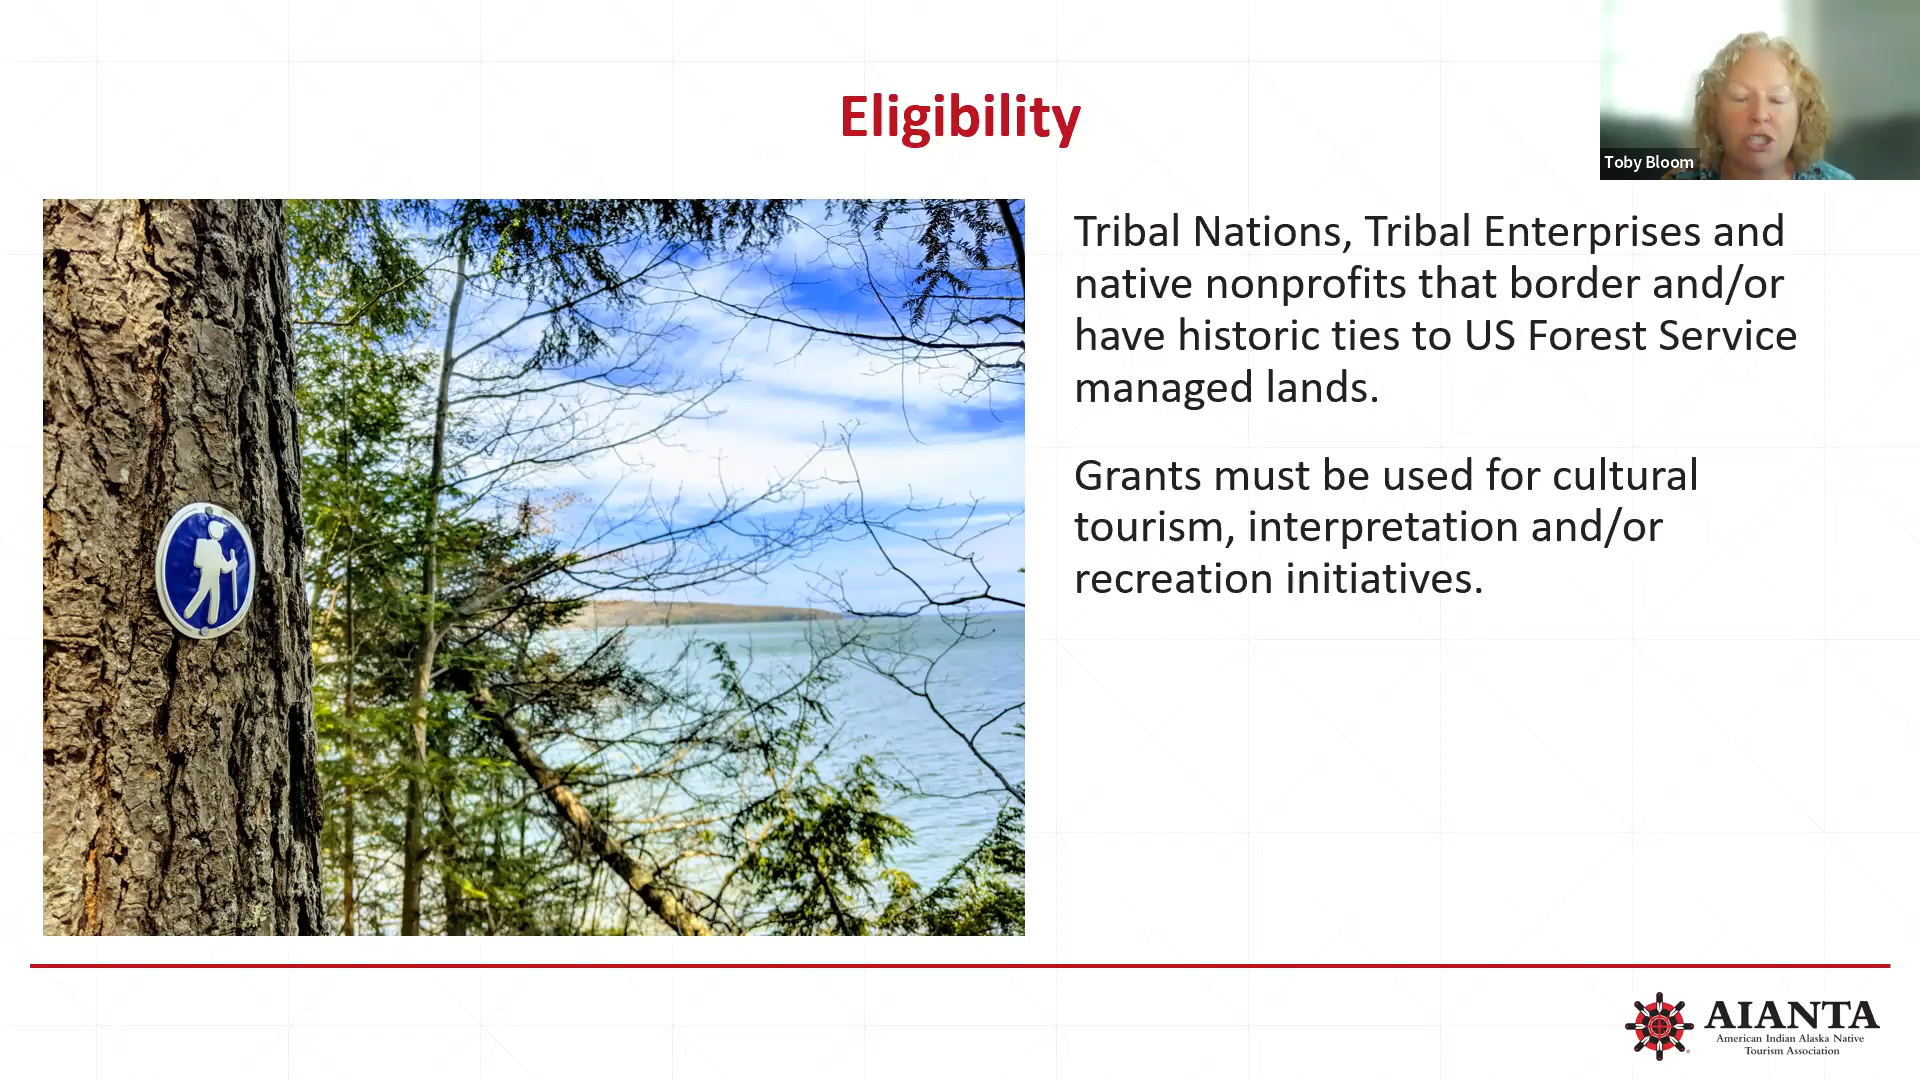 Eligibility
Toby Bloom
Tribal Nations, Tribal Enterprises and
native nonprofits that border and/or
have historic ties to US Forest Service
managed lands.
Grants must be used for cultural
tourism, interpretation and/or
recreation initiatives.
AIANTA
American Indian Alaska Native
Tourism Association